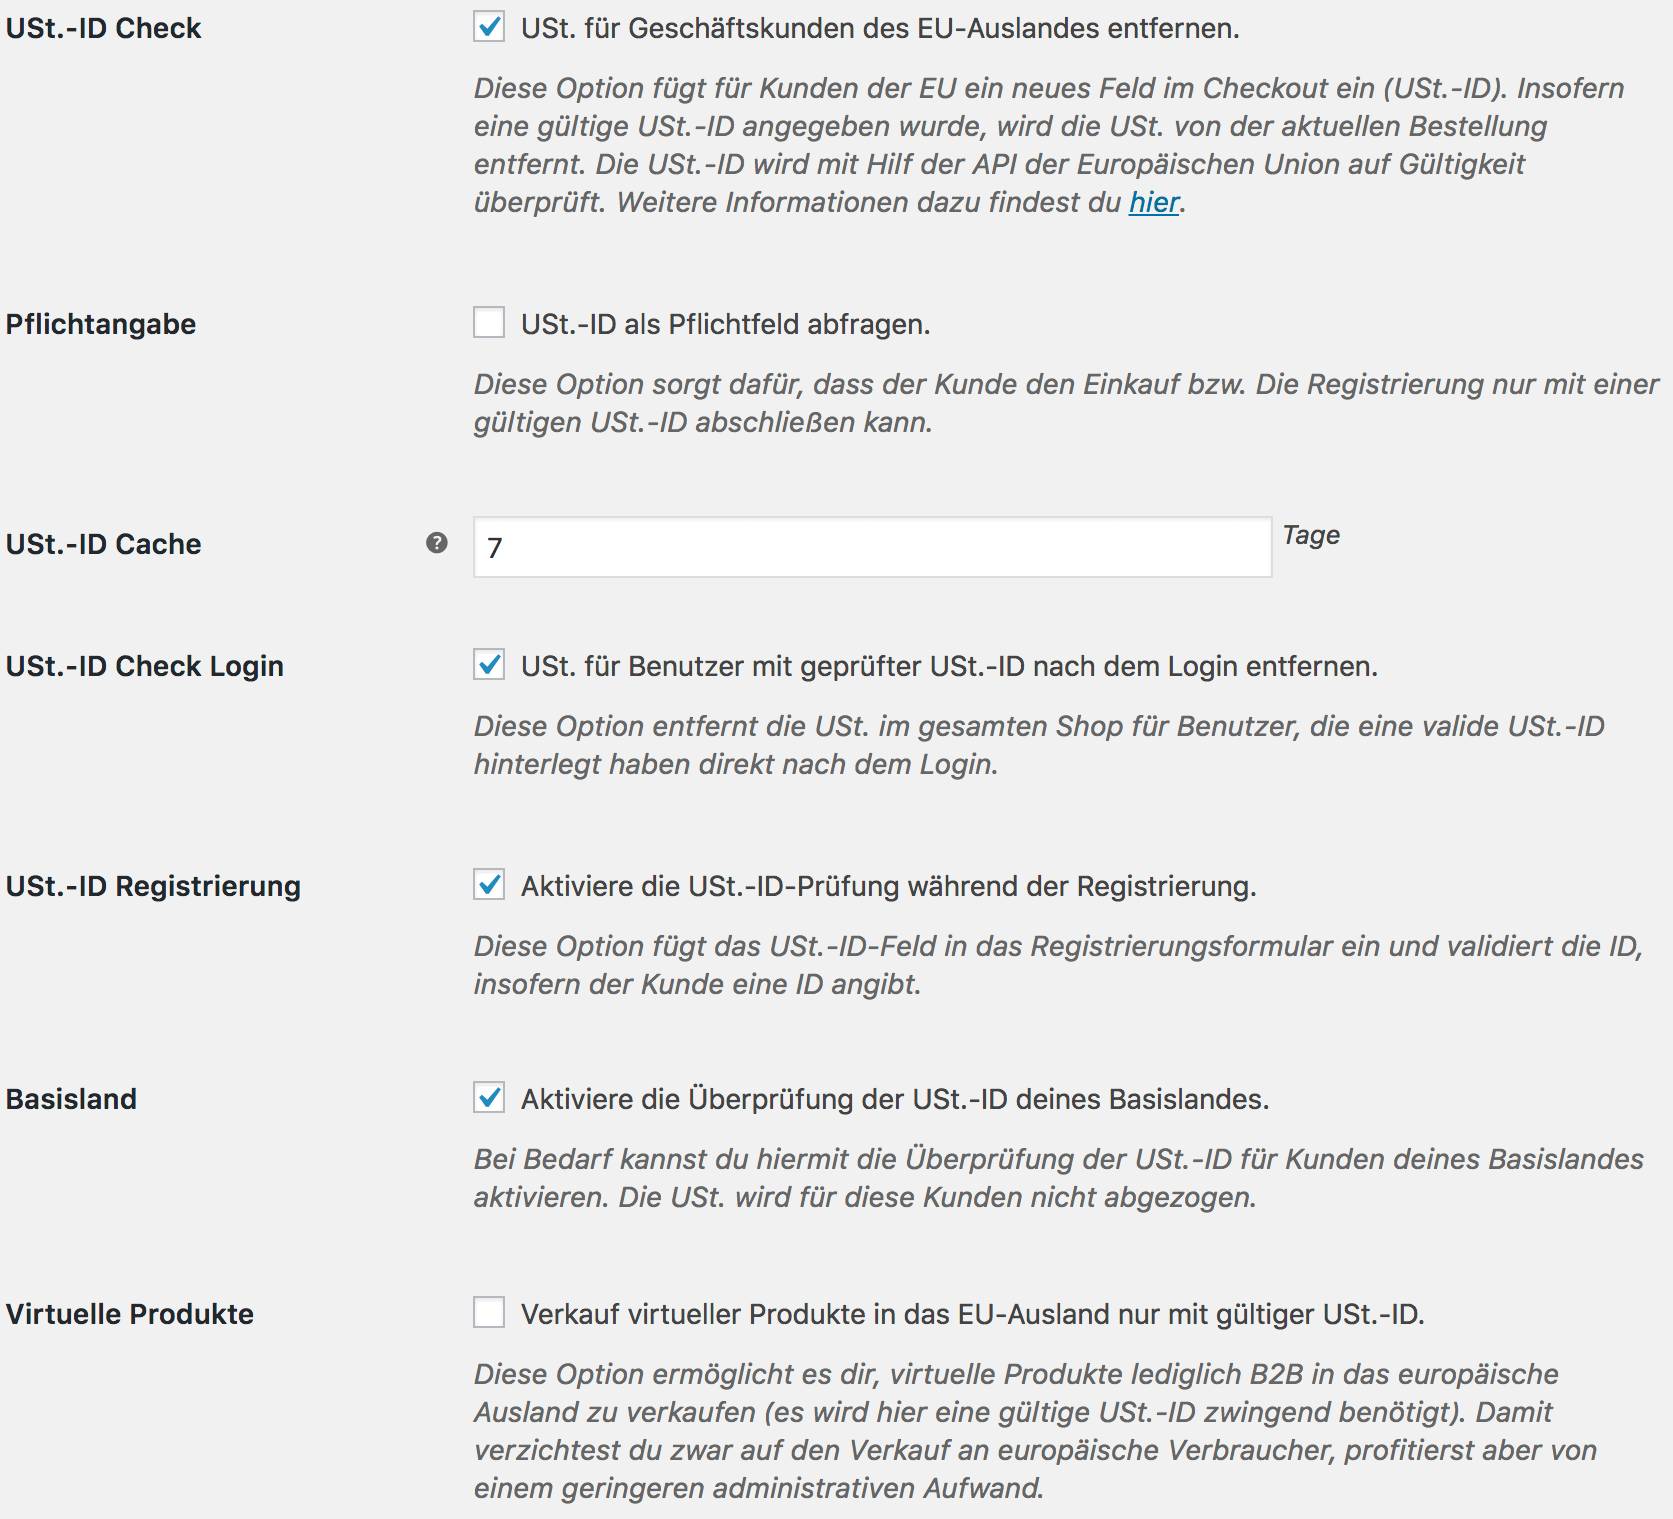 USt.-ID Check
USt. für Geschäftskunden des EU-Auslandes entfernen.
Diese Option fügt für Kunden der EU ein neues Feld im Checkout ein (USt.-ID). Insofern
eine gültige USt.-ID angegeben wurde, wird die USt. von der aktuellen Bestellung
entfernt. Die USt.-ID wird mit Hilf der API der Europäischen Union auf Gültigkeit
überprüft. Weitere Informationen dazu findest du hier.
Pflichtangabe
USt.-ID als Pflichtfeld abfragen.
Diese Option sorgt dafür, dass der Kunde den Einkauf bzw. Die Registrierung nur mit einer
gültigen USt.-ID abschließen kann.
USt.-ID Cache
?
7
Tage
USt.-ID Check Login
USt. für Benutzer mit geprüfter USt.-ID nach dem Login entfernen.
Diese Option entfernt die USt. im gesamten Shop für Benutzer, die eine valide USt.-ID
hinterlegt haben direkt nach dem Login.
USt.-ID Registrierung
Aktiviere die USt.-ID-Prüfung während der Registrierung.
Diese Option fügt das USt.-ID-Feld in das Registrierungsformular ein und validiert die ID,
insofern der Kunde eine ID angibt.
Basisland
Aktiviere die Überprüfung der USt.-ID deines Basislandes.
Bei Bedarf kannst du hiermit die Überprüfung der USt.-ID für Kunden deines Basislandes
aktivieren. Die USt. wird für diese Kunden nicht abgezogen.
Virtuelle Produkte
Verkauf virtueller Produkte in das EU-Ausland nur mit gültiger USt.-ID.
Diese Option ermöglicht es dir, virtuelle Produkte lediglich B2B in das europäische
Ausland zu verkaufen (es wird hier eine gültige USt.-ID zwingend benötigt). Damit
verzichtest du zwar auf den Verkauf an europäische Verbraucher, profitierst aber von
einem geringeren administrativen Aufwand.